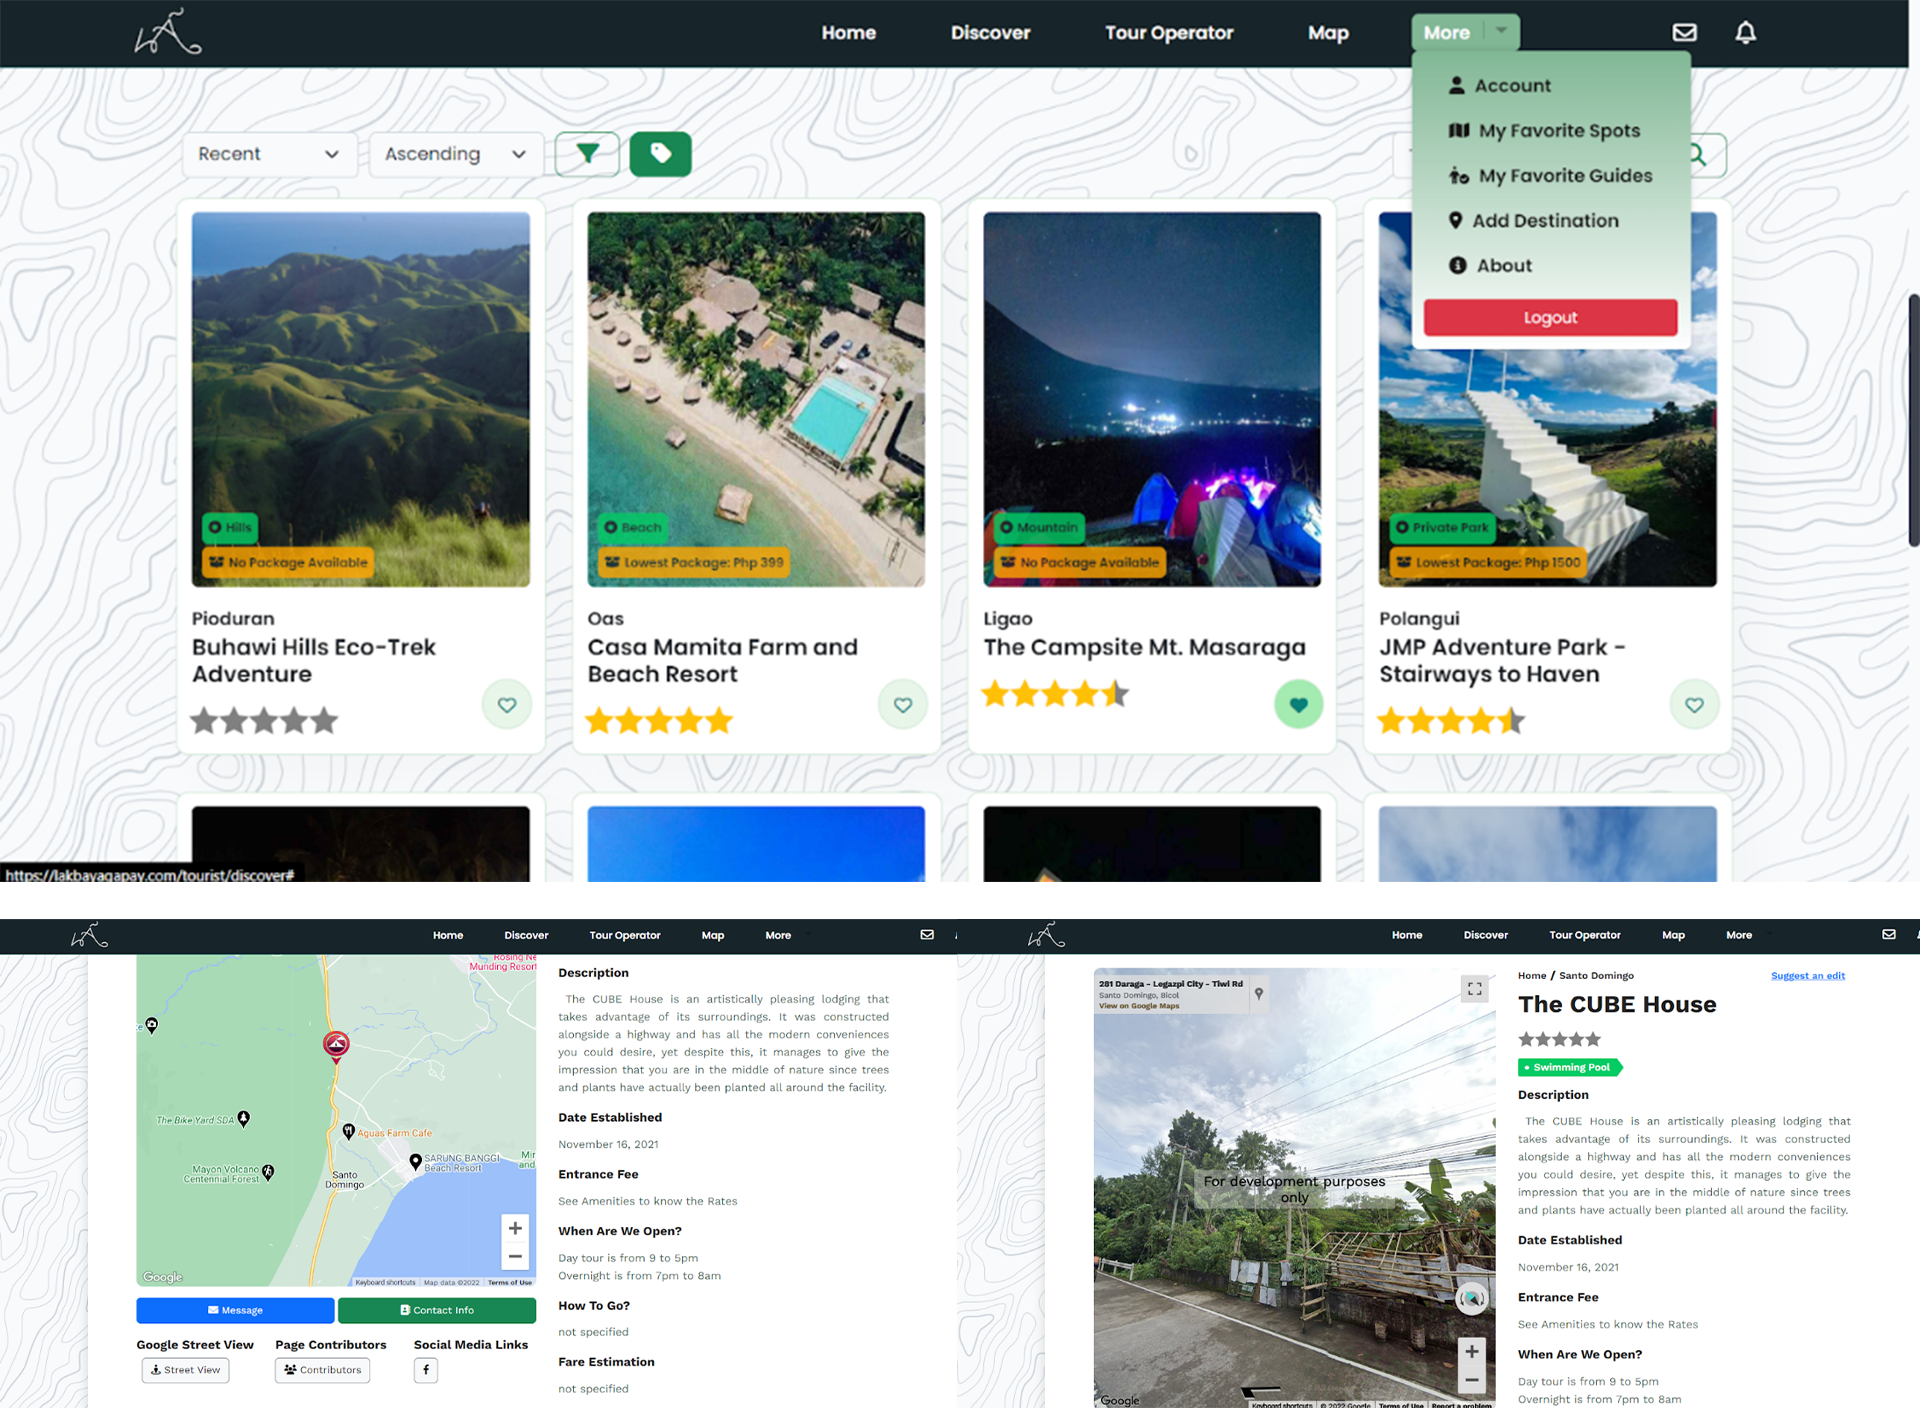 Home
Discover
Tour Operator
Map
More
Account
My Favorite Spots
My Favorite Guides
Add Destination
About
Logout
Recent
Ascending
Hills
No Package Available
Pioduran
Buhawi Hills Eco-Trek
Adventure
Beach
Lowest Package: Php 399
Oas
Casa Mamita Farm and
Beach Resort
Mountain
No Package Available
Ligao
The Campsite Mt. Masaraga
Private Park
Lowest Package: Php 1500
Polangui
JMP Adventure Park -
Stairways to Haven
https://lakbayagapay.com/tourist/discover#
Home
Discover
Tour Operator
Map
More
Munding Resort
The Bike Yard SDA
Aguas Farm Cafe
SARUNG BANGGI
Beach Resort
Mayon Volcano
Centennial Forest
Santo
Domingo
Google
Keyboard shortcuts
Map data ©2022
Terms of Use
Message
Contact Info
Google Street View
Street View
Page Contributors
Contributors
Social Media Links
Description
The CUBE House is an artistically pleasing lodging that
takes advantage of its surroundings. It was constructed
alongside a highway and has all the modern conveniences
you could desire, yet despite this, it manages to give the
impression that you are in the middle of nature since trees
and plants have actually been planted all around the facility.
Date Established
November 16, 2021
Entrance Fee
See Amenities to know the Rates
When Are We Open?
Day tour is from 9 to 5pm
Overnight is from 7pm to 8am
How To Go?
not specified
Fare Estimation
not specified
Home
Discover
Tour Operator
Map
More
281 Daraga - Legazpi City - Tiwi Rd
Santo Domingo, Bicol
View on Google Maps
For development purposes
only
Google
Keyboard shortcuts
© 2022 Google
Terms of Use
Report a problem
Home / Santo Domingo
Suggest an edit
The CUBE House
Swimming Pool
Description
The CUBE House is an artistically pleasing lodging that
takes advantage of its surroundings. It was constructed
alongside a highway and has all the modern conveniences
you could desire, yet despite this, it manages to give the
impression that you are in the middle of nature since trees
and plants have actually been planted all around the facility.
Date Established
November 16, 2021
Entrance Fee
See Amenities to know the Rates
When Are We Open?
Day tour is from 9 to 5pm
Overnight is from 7pm to 8am